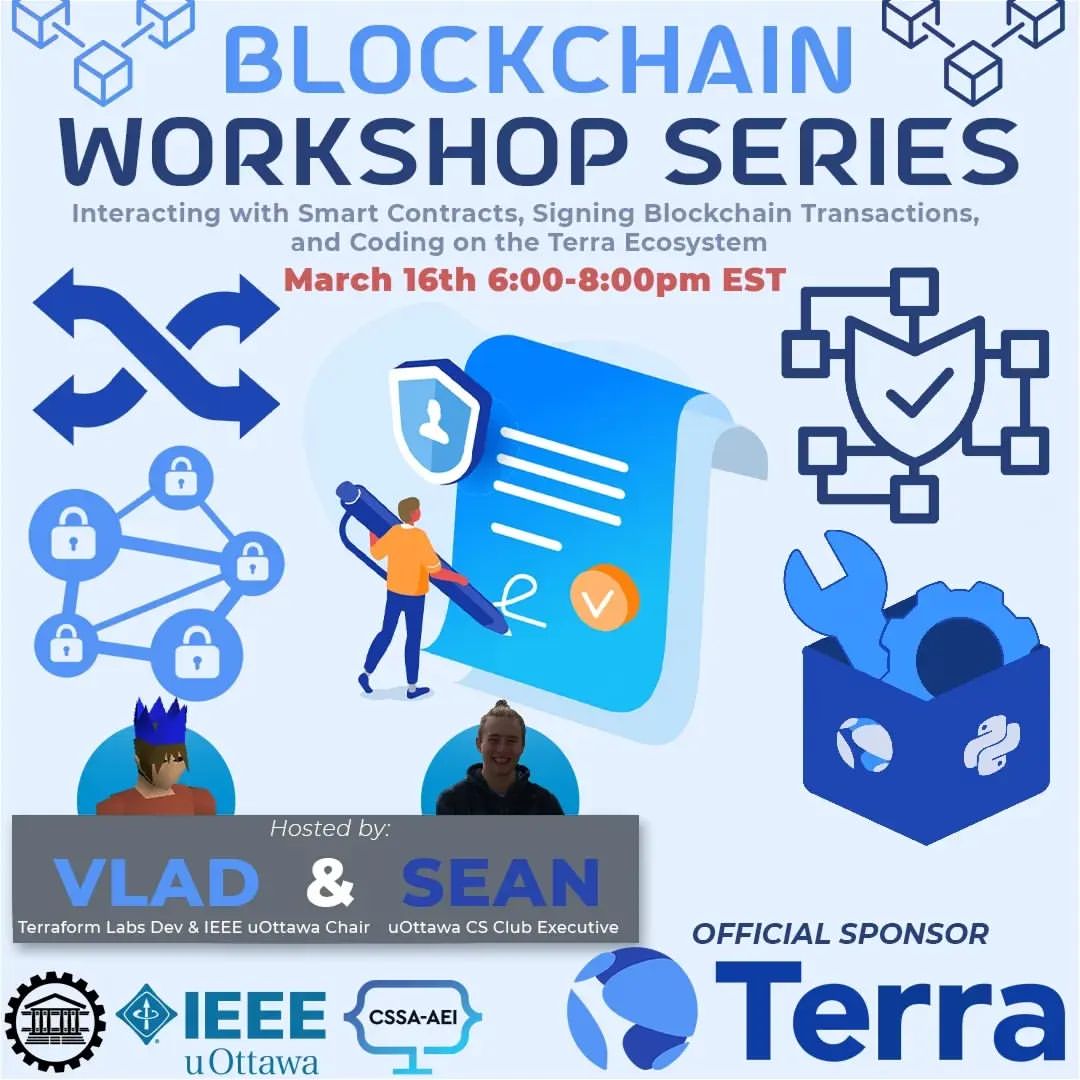 BLOCKCHAIN
WORKSHOP SERIES
Interacting with Smart Contracts, Signing Blockchain Transactions,
and Coding on the Terra Ecosystem
March 16th 6:00-8:00pm EST
Hosted by:
VLAD & SEAN
Terraform Labs Dev & IEEE uOttawa Chair
uOttawa CS Club Executive
OFFICIAL SPONSOR
Terra
IEEE
uOttawa
CSSA-AEI